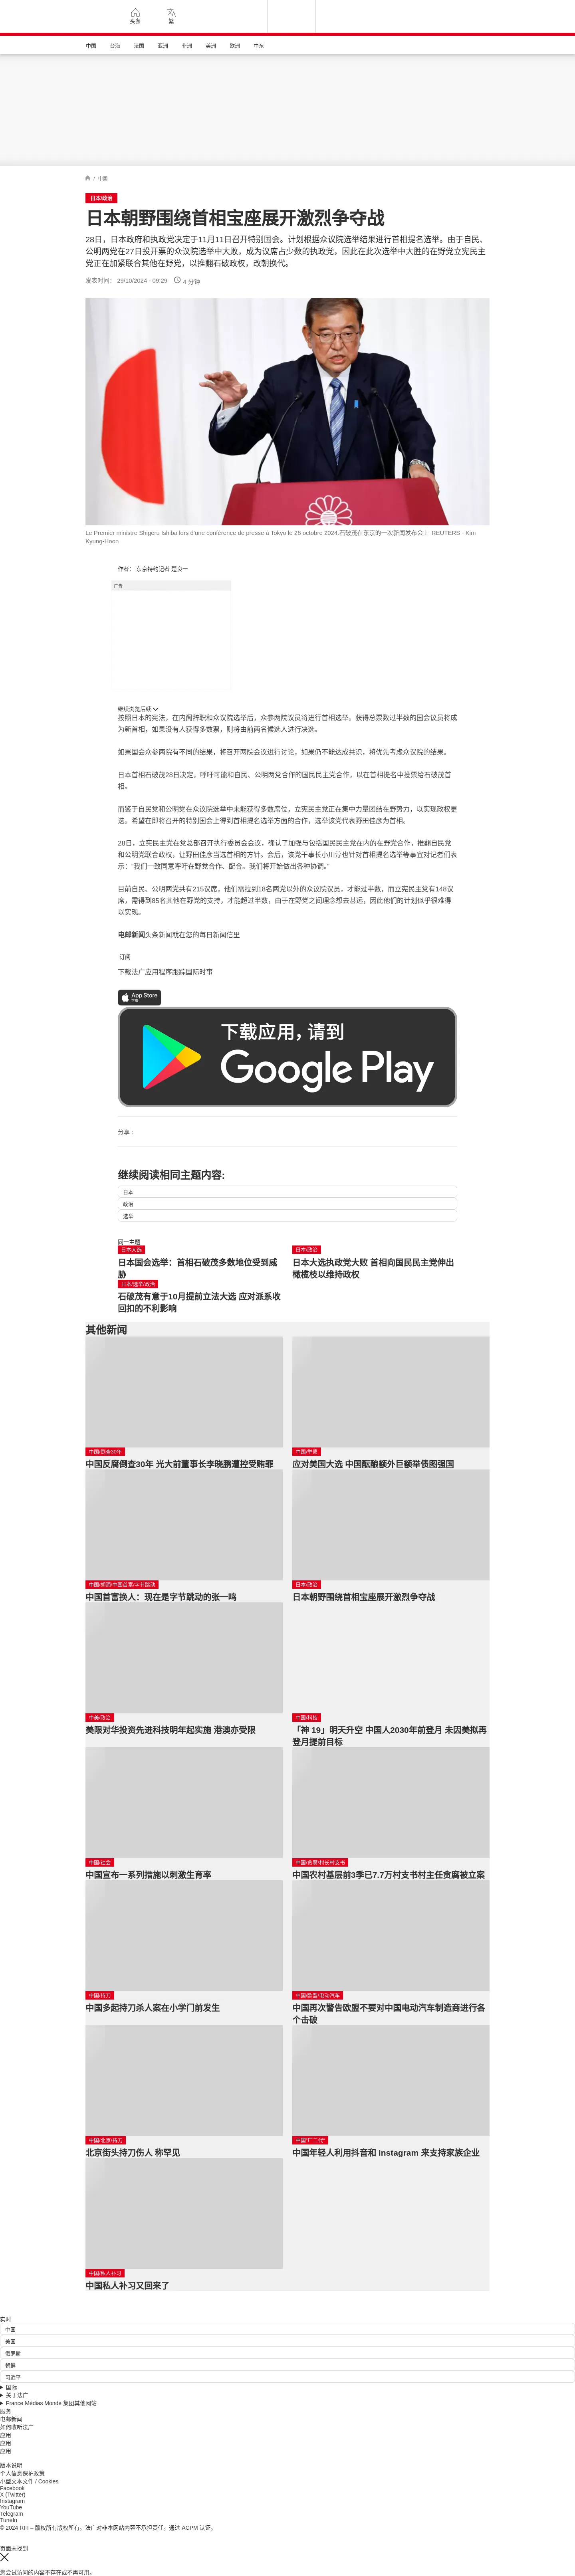 头条
繁
中国
台海
法国
亚洲
非洲
美洲
欧洲
中东
/ 中国
日本/政治
日本朝野围绕首相宝座展开激烈争夺战
28日，日本政府和执政党决定于11月11日召开特别国会。计划根据众议院选举结果进行首相提名选举。由于自民、
公明两党在27日投开票的众议院选举中大败，成为议席占少数的执政党，因此在此次选举中大胜的在野党立宪民主
党正在加紧联合其他在野党，以推翻石破政权，改朝换代。
发表时间： 29/10/2024 - 09:29 4 分钟
Le Premier ministre Shigeru Ishiba lors d'une conférence de presse à Tokyo le 28 octobre 2024.石破茂在东京的一次新闻发布会上 REUTERS - Kim
Kyung-Hoon
作者： 东京特约记者 楚良一
广告
继续浏览后续
按照日本的宪法，在内阁辞职和众议院选举后，众参两院议员将进行首相选举。获得总票数过半数的国会议员将成
为新首相，如果没有人获得多数票，则将由前两名候选人进行决选。
如果国会众参两院有不同的结果，将召开两院会议进行讨论，如果仍不能达成共识，将优先考虑众议院的结果。
日本首相石破茂28日决定，呼吁可能和自民、公明两党合作的国民民主党合作，以在首相提名中投票给石破茂首
相。
而鉴于自民党和公明党在众议院选举中未能获得多数席位，立宪民主党正在集中力量团结在野势力，以实现政权更
迭。希望在即将召开的特别国会上得到首相提名选举方面的合作，选举该党代表野田佳彦为首相。
28日，立宪民主党在党总部召开执行委员会会议，确认了加强与包括国民民主党在内的在野党合作，推翻自民党
和公明党联合政权，让野田佳彦当选首相的方针。会后，该党干事长小川淳也针对首相提名选举等事宜对记者们表
示：“我们一致同意呼吁在野党合作、配合。我们将开始做出各种协调。”
目前自民、公明两党共有215议席，他们需拉到18名两党以外的众议院议员，才能过半数，而立宪民主党有148议
席，需得到85名其他在野党的支持，才能超过半数，由于在野党之间理念想去甚远，因此他们的计划似乎很难得
以实现。
电邮新闻头条新闻就在您的每日新闻信里
订阅
下载法广应用程序跟踪国际时事
App Store
下载
下载应用，请到
Google Play
分享 :
继续阅读相同主题内容:
日本
政治
选举
同一主题
日本大选
日本国会选举：首相石破茂多数地位受到威
胁
日本/政治
日本大选执政党大败 首相向国民民主党伸出
橄榄枝以维持政权
日本/选举/政治
石破茂有意于10月提前立法大选 应对派系收
回扣的不利影响
其他新闻
中国/倒查30年
中国反腐倒查30年 光大前董事长李晓鹏遭控受贿罪
中国/举债
应对美国大选 中国酝酿额外巨额举债图强国
中国/胡润/中国首富/字节跳动
中国首富换人：现在是字节跳动的张一鸣
日本/政治
日本朝野围绕首相宝座展开激烈争夺战
中美/政治
美限对华投资先进科技明年起实施 港澳亦受限
中国/科技
「神 19」明天升空 中国人2030年前登月 未因美拟再
登月提前目标
中国/社会
中国宣布一系列措施以刺激生育率
中国/贪腐/村长村支书
中国农村基层前3季已7.7万村支书村主任贪腐被立案
中国/持刀
中国多起持刀杀人案在小学门前发生
中国/欧盟/电动汽车
中国再次警告欧盟不要对中国电动汽车制造商进行各
个击破
中国/北京/持刀
北京街头持刀伤人 称罕见
中国“厂二代”
中国年轻人利用抖音和 Instagram 来支持家族企业
中国/私人补习
中国私人补习又回来了
实时
中国
美国
俄罗斯
朝鲜
习近平
国际
关于法广
France Médias Monde 集团其他网站
服务
电邮新闻
如何收听法广
应用
应用
应用
版本说明
个人信息保护政策
小型文本文件 / Cookies
Facebook
X (Twitter)
Instagram
YouTube
Telegram
TuneIn
© 2024 RFI – 版权所有版权所有。法广对非本网站内容不承担责任。通过 ACPM 认证。
页面未找到
您尝试访问的内容不存在或不再可用。